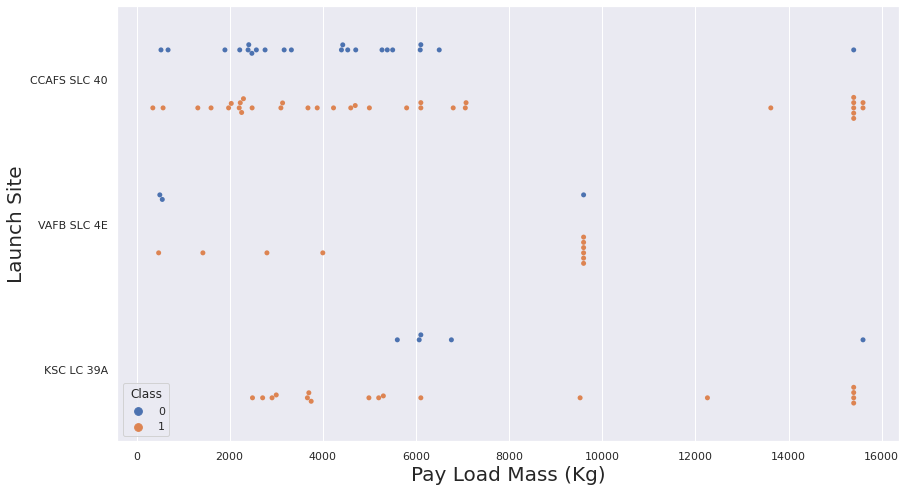 CCAFS SLC 40
VAFB SLC 4E
KSC LC 39A
Launch Site
Class
0
1
0 2000 4000 6000 8000 10000 12000 14000 16000
Pay Load Mass (Kg)